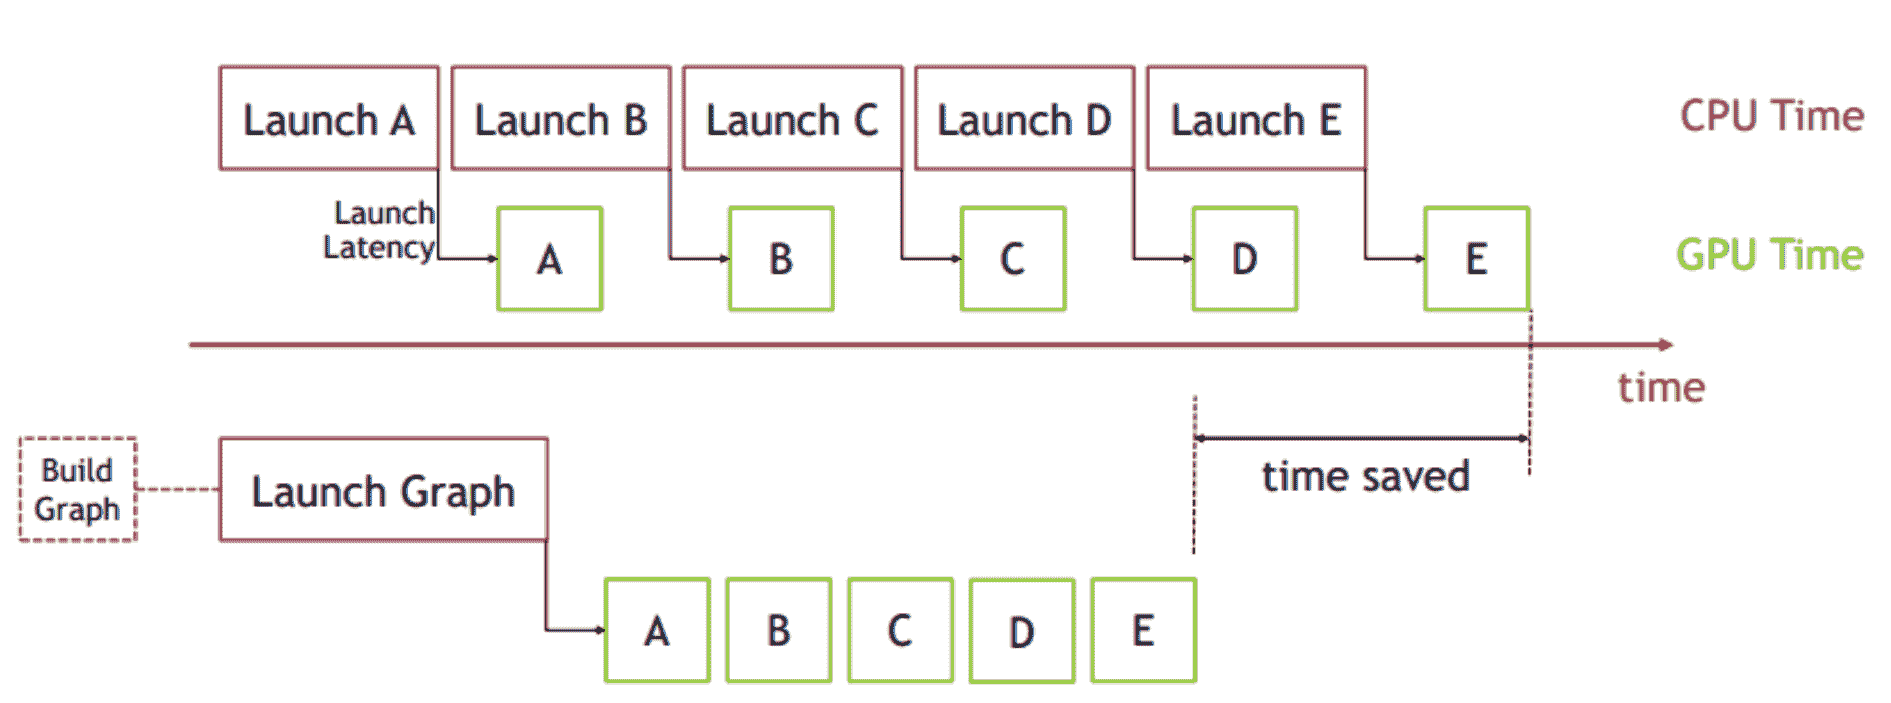 Launch A
Launch B
Launch C
Launch D
Launch E
CPU Time
Launch
Latency
A
B
C
D
E
GPU Time
time
Build
Graph
Launch Graph
time saved
A
B
C
D
E